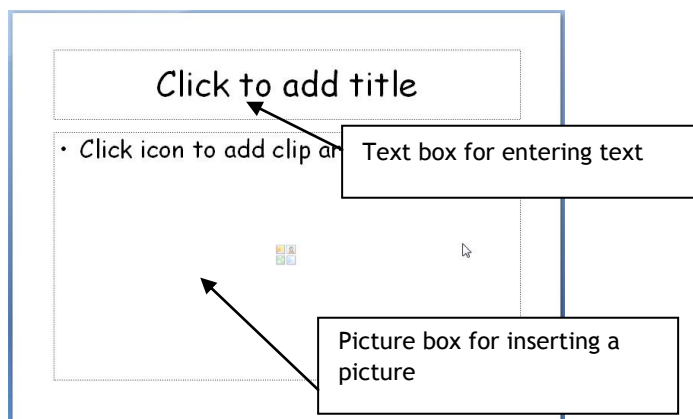 Click to add title
• Click icon to add clip
Text box for entering text
Picture box for inserting a
picture